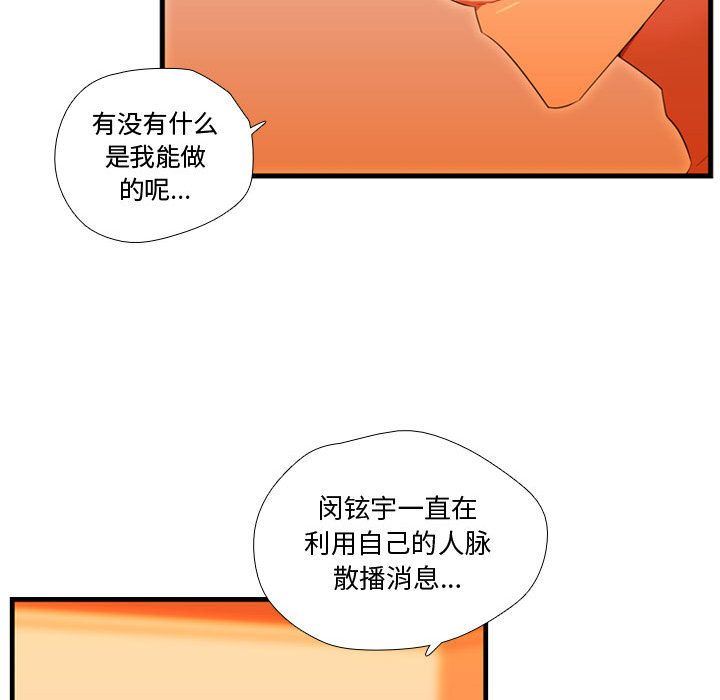 有没有什么
是我能做
的呢...
闵铉宇一直在
利用自己的人脉
散播消息...